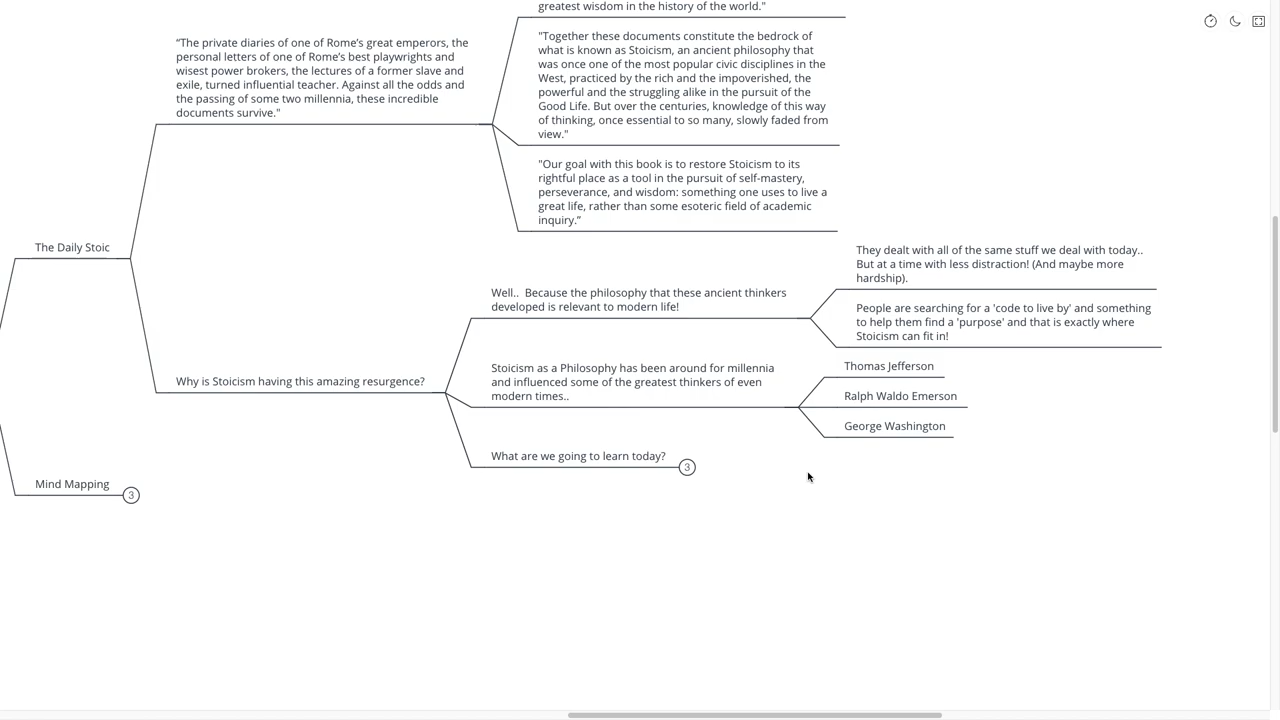 greatest wisdom in the history of the world."
“The private diaries of one of Rome’s great emperors, the
personal letters of one of Rome’s best playwrights and
wisest power brokers, the lectures of a former slave and
exile, turned influential teacher. Against all the odds and
the passing of some two millennia, these incredible
documents survive."
"Together these documents constitute the bedrock of
what is known as Stoicism, an ancient philosophy that
was once one of the most popular civic disciplines in the
West, practiced by the rich and the impoverished, the
powerful and the struggling alike in the pursuit of the
Good Life. But over the centuries, knowledge of this way
of thinking, once essential to so many, slowly faded from
view."
"Our goal with this book is to restore Stoicism to its
rightful place as a tool in the pursuit of self-mastery,
perseverance, and wisdom: something one uses to live a
great life, rather than some esoteric field of academic
inquiry.”
The Daily Stoic
They dealt with all of the same stuff we deal with today..
But at a time with less distraction! (And maybe more
hardship).
Well..  Because the philosophy that these ancient thinkers
developed is relevant to modern life!
People are searching for a 'code to live by' and something
to help them find a 'purpose' and that is exactly where
Stoicism can fit in!
Why is Stoicism having this amazing resurgence?
Stoicism as a Philosophy has been around for millennia
and influenced some of the greatest thinkers of even
modern times..
Thomas Jefferson
Ralph Waldo Emerson
George Washington
What are we going to learn today?
3
Mind Mapping
3